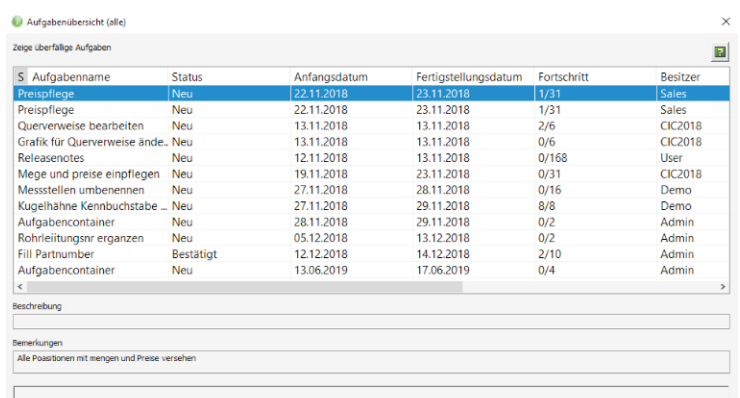 Aufgabenübersicht (alle)
Zeige überfällige Aufgaben
S Aufgabenname Status Anfangsdatum Fertigstellungsdatum Fortschritt Besitzer
Preispflege Neu 22.11.2018 23.11.2018 1/31 Sales
Preispflege Neu 22.11.2018 23.11.2018 1/31 Sales
Querverweise bearbeiten Neu 13.11.2018 13.11.2018 2/6 CIC2018
Grafik für Querverweise ände... Neu 13.11.2018 13.11.2018 0/6 CIC2018
Releasenotes Neu 12.11.2018 13.11.2018 0/168 User
Mege und preise einpflegen Neu 19.11.2018 23.11.2018 0/31 CIC2018
Messstellen umbenennen Neu 27.11.2018 28.11.2018 0/16 Demo
Kugelhähne Kennbuchstabe ... Neu 27.11.2018 29.11.2018 8/8 Demo
Aufgabencontainer Neu 28.11.2018 29.11.2018 0/2 Admin
Rohrleiitungsnr erganzen Neu 05.12.2018 13.12.2018 0/2 Admin
Fill Partnumber Bestätigt 12.12.2018 14.12.2018 2/10 Admin
Aufgabencontainer Neu 13.06.2019 17.06.2019 0/4 Admin
Beschreibung
Bemerkungen
Alle Poasitionen mit mengen und Preise versehen